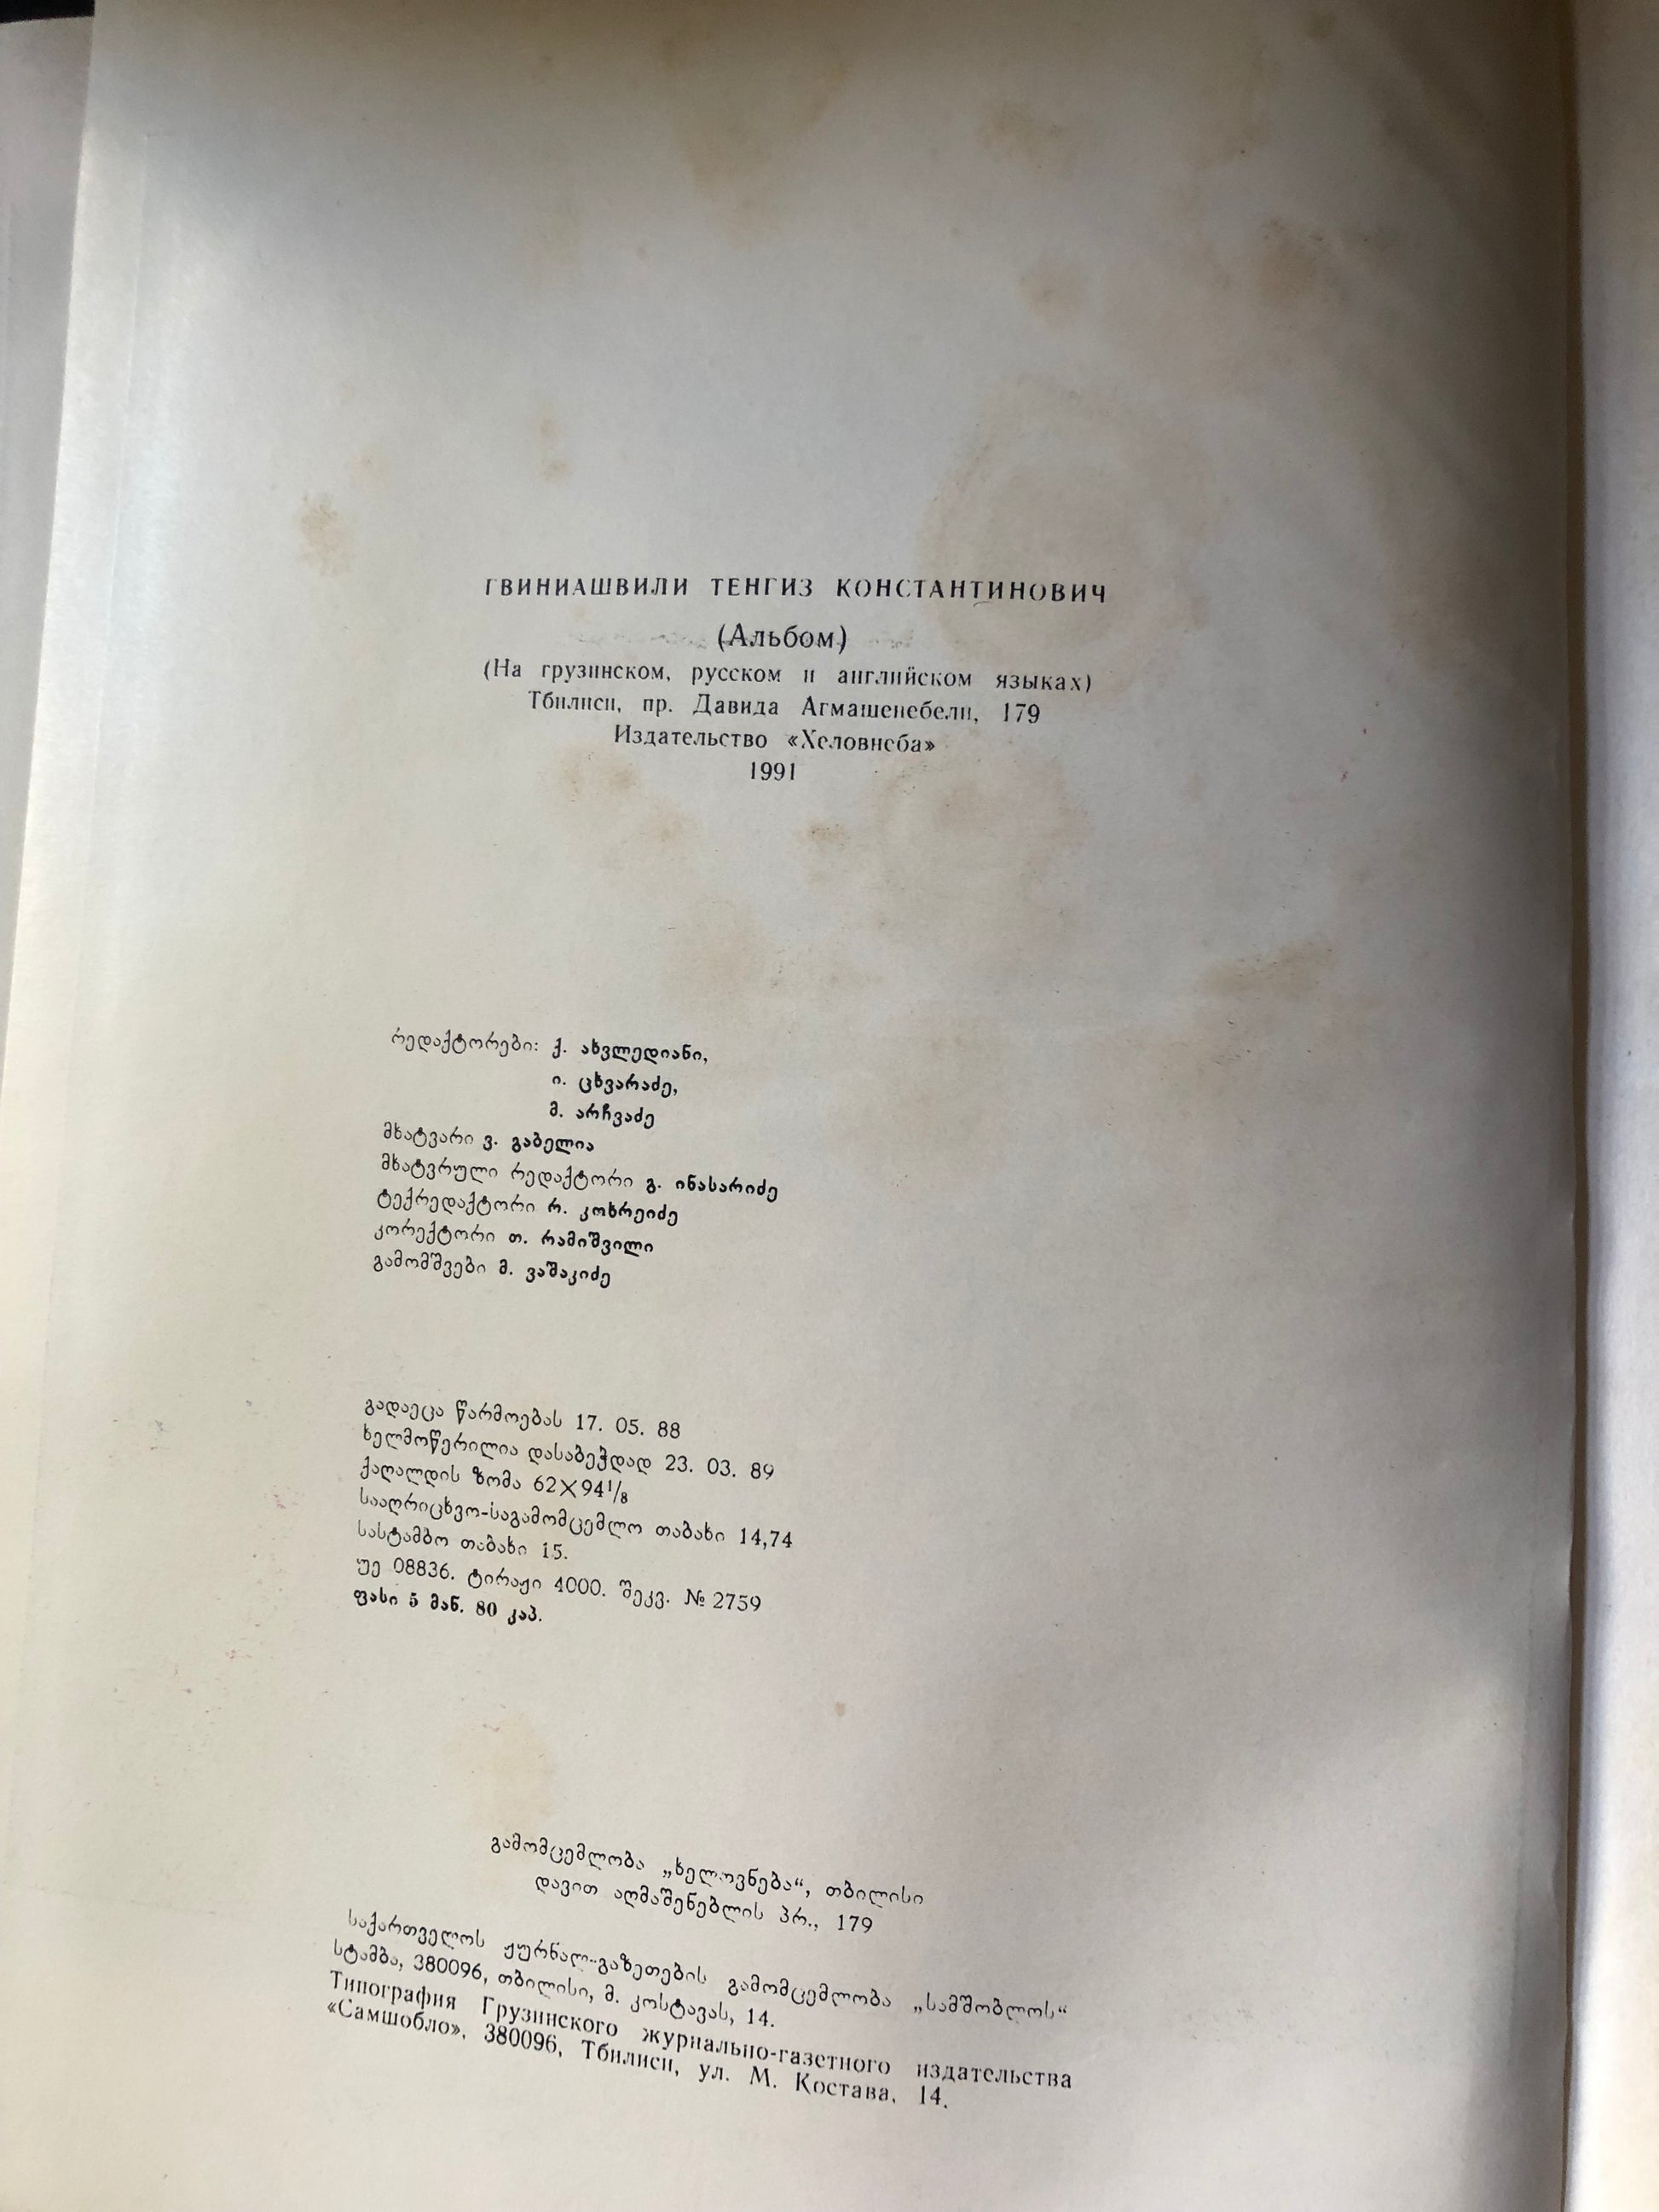 ГВИНИАШВИЛИ ТЕНГИЗ КОНСТАНТИНОВИЧ
(Альбом)
(На грузинском, русском и английском языках)
Тбилиси, пр. Давида Агмашенебели, 179
Издательство «Хеловнеба»
1991
რედაქტორები: ქ. ახვლედიანი,
ი. ცხვარაძე,
მ. არჩვაძე
მხატვარი ვ. გაბელია
მხატვრული რედაქტორი გ. ინასარიძე
ტექრედაქტორი რ. კოხრეიძე
კორექტორი თ. რამიშვილი
გამომშვები მ. ვაშაკიძე
გადაეცა წარმოებას 17. 05. 88
ხელმოწერილია დასაბეჭდად 23. 03. 89
ქაღალდის ზომა 62×94¹/₈
სააღრიცხვო-საგამომცემლო თაბახი 14,74
სასტამბო თაბახი 15.
უე 08836. ტირაჟი 4000. შეკვ. № 2759
ფასი 5 მან. 80 კაპ.
გამომცემლობა „ხელოვნება“, თბილისი
დავით აღმაშენებლის პრ., 179
საქართველოს ჟურნალ-გაზეთების გამომცემლობა „სამშობლოს“
სტამბა, 380096, თბილისი, მ. კოსტავას, 14.
Типография Грузинского журнально-газетного издательства
«Самшобло», 380096, Тбилиси, ул. М. Костава, 14.